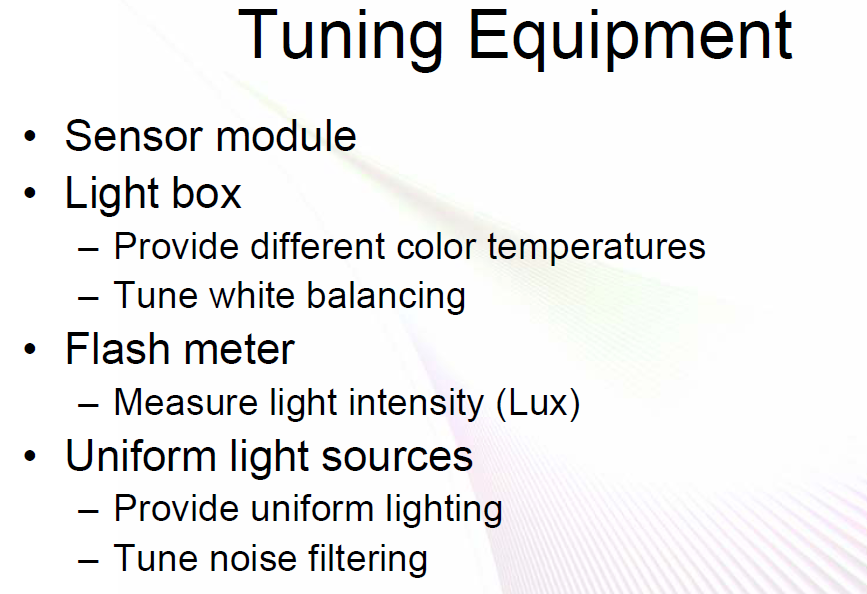 Tuning Equipment
• Sensor module
• Light box
– Provide different color temperatures
– Tune white balancing
• Flash meter
– Measure light intensity (Lux)
• Uniform light sources
– Provide uniform lighting
– Tune noise filtering